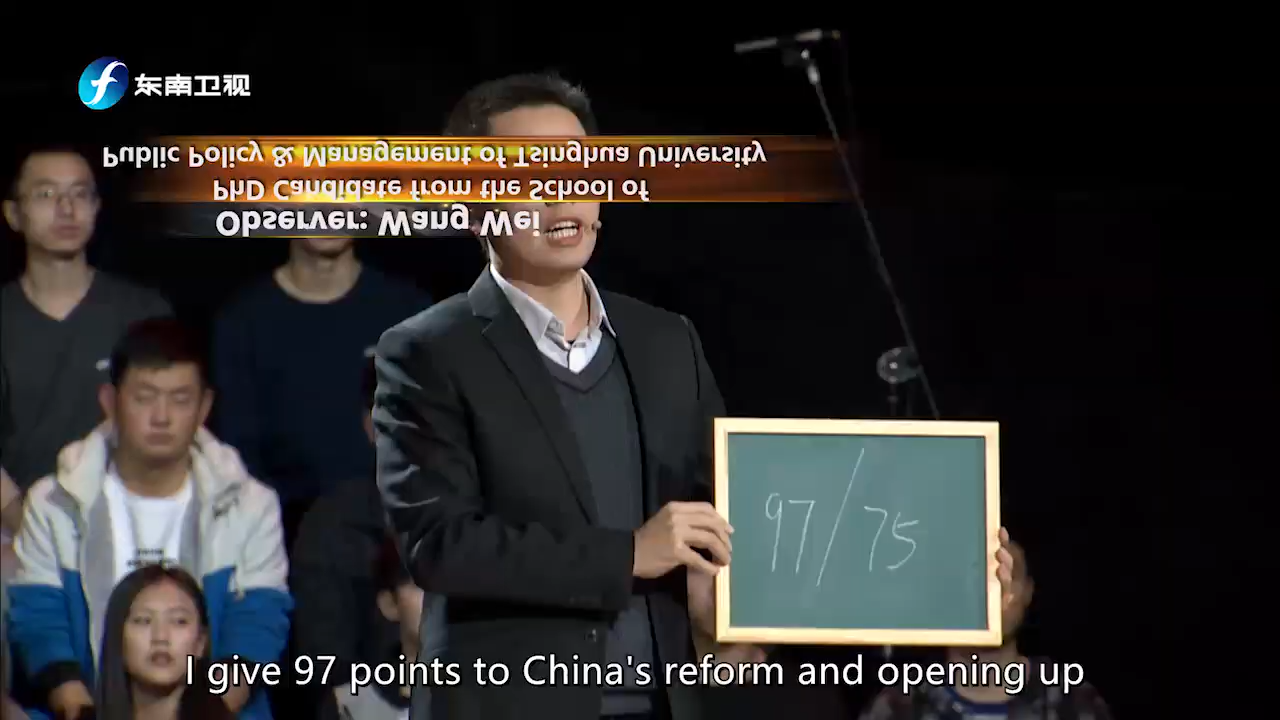 东南卫视
Public Policy & Management of Tsinghua University
PhD Candidate from the School of
Observer: Wang Wei
97/75
I give 97 points to China's reform and opening up